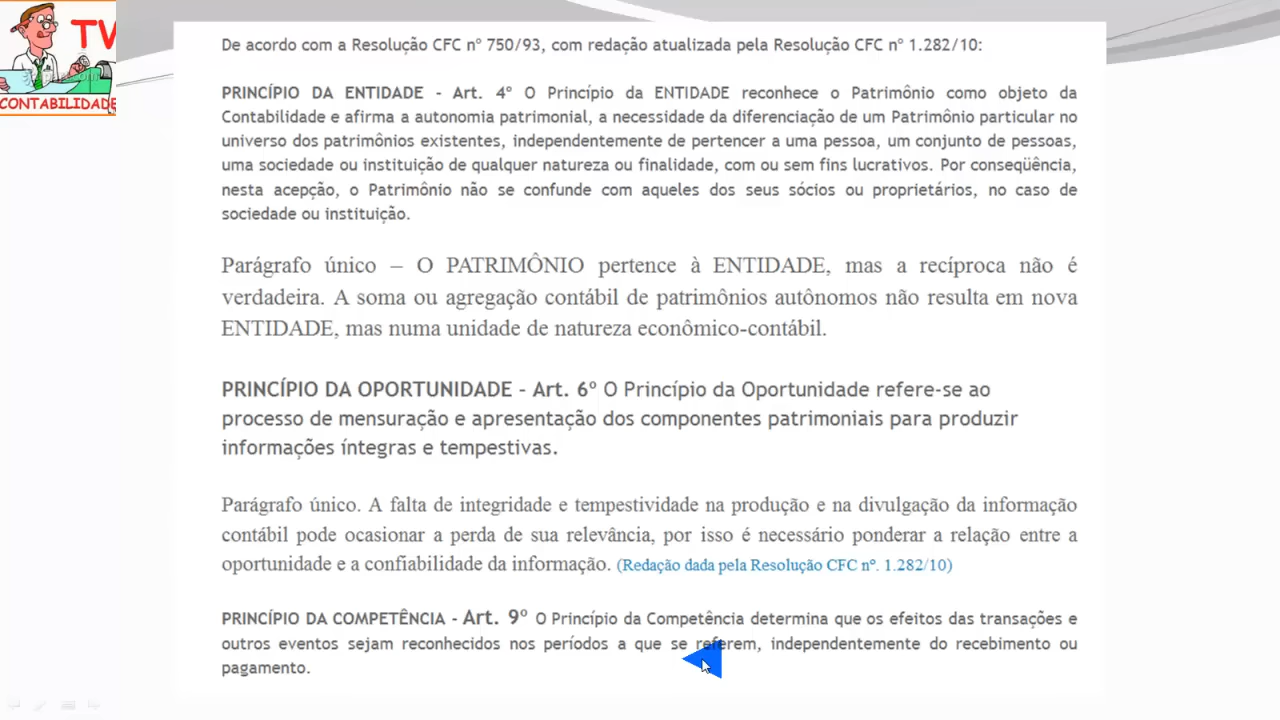 TV
CONTABILIDADE
De acordo com a Resolução CFC nº 750/93, com redação atualizada pela Resolução CFC nº 1.282/10:
PRINCÍPIO DA ENTIDADE - Art. 4º O Princípio da ENTIDADE reconhece o Patrimônio como objeto da
Contabilidade e afirma a autonomia patrimonial, a necessidade da diferenciação de um Patrimônio particular no
universo dos patrimônios existentes, independentemente de pertencer a uma pessoa, um conjunto de pessoas,
uma sociedade ou instituição de qualquer natureza ou finalidade, com ou sem fins lucrativos. Por conseqüência,
nesta acepção, o Patrimônio não se confunde com aqueles dos seus sócios ou proprietários, no caso de
sociedade ou instituição.
Parágrafo único – O PATRIMÔNIO pertence à ENTIDADE, mas a recíproca não é
verdadeira. A soma ou agregação contábil de patrimônios autônomos não resulta em nova
ENTIDADE, mas numa unidade de natureza econômico-contábil.
PRINCÍPIO DA OPORTUNIDADE – Art. 6º O Princípio da Oportunidade refere-se ao
processo de mensuração e apresentação dos componentes patrimoniais para produzir
informações íntegras e tempestivas.
Parágrafo único. A falta de integridade e tempestividade na produção e na divulgação da informação
contábil pode ocasionar a perda de sua relevância, por isso é necessário ponderar a relação entre a
oportunidade e a confiabilidade da informação. (Redação dada pela Resolução CFC nº. 1.282/10)
PRINCÍPIO DA COMPETÊNCIA - Art. 9º O Princípio da Competência determina que os efeitos das transações e
outros eventos sejam reconhecidos nos períodos a que se referem, independentemente do recebimento ou
pagamento.